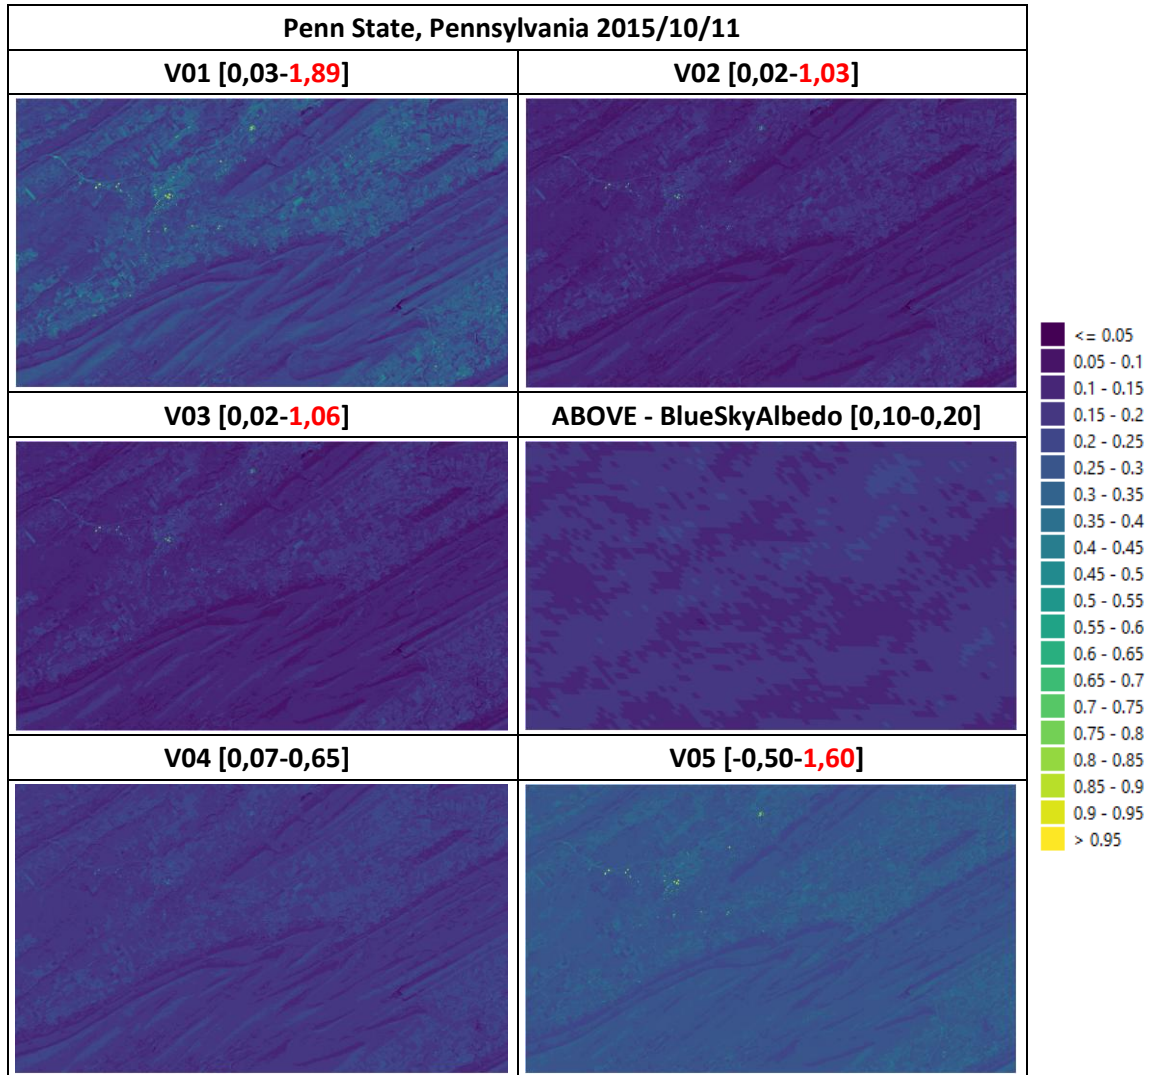 Penn State, Pennsylvania 2015/10/11
V01 [0,03-1,89]
V02 [0,02-1,03]
V03 [0,02-1,06]
ABOVE - BlueSkyAlbedo [0,10-0,20]
V04 [0,07-0,65]
V05 [-0,50-1,60]
<= 0.05
0.05 - 0.1
0.1 - 0.15
0.15 - 0.2
0.2 - 0.25
0.25 - 0.3
0.3 - 0.35
0.35 - 0.4
0.4 - 0.45
0.45 - 0.5
0.5 - 0.55
0.55 - 0.6
0.6 - 0.65
0.65 - 0.7
0.7 - 0.75
0.75 - 0.8
0.8 - 0.85
0.85 - 0.9
0.9 - 0.95
> 0.95